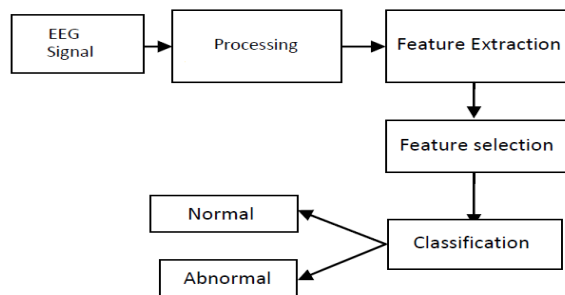 EEG
Signal
Processing
Feature Extraction
Feature selection
Classification
Normal
Abnormal